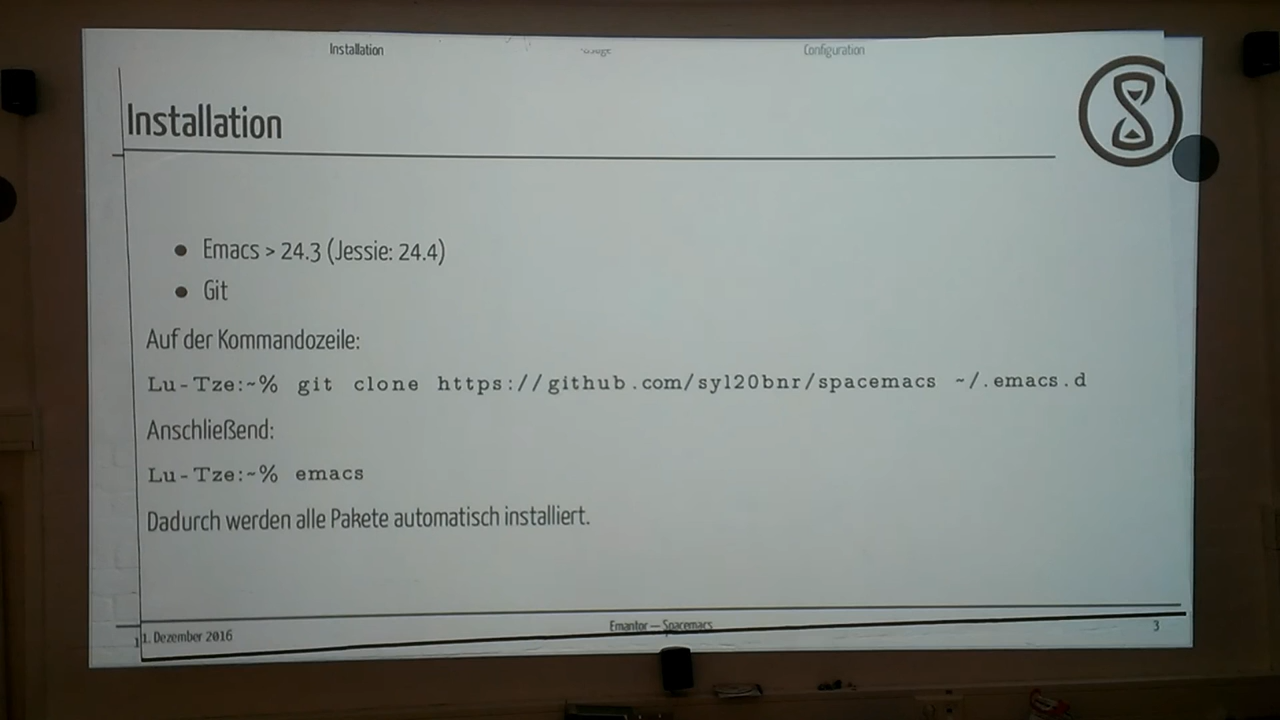 Installation
Configuration
Installation
• Emacs > 24.3 (Jessie: 24.4)
• Git
Auf der Kommandozeile:
Lu-Tze:~% git clone https://github.com/syl20bnr/spacemacs ~/.emacs.d
Anschließend:
Lu-Tze:~% emacs
Dadurch werden alle Pakete automatisch installiert.
1. Dezember 2016
Emantor — Spacemacs
3